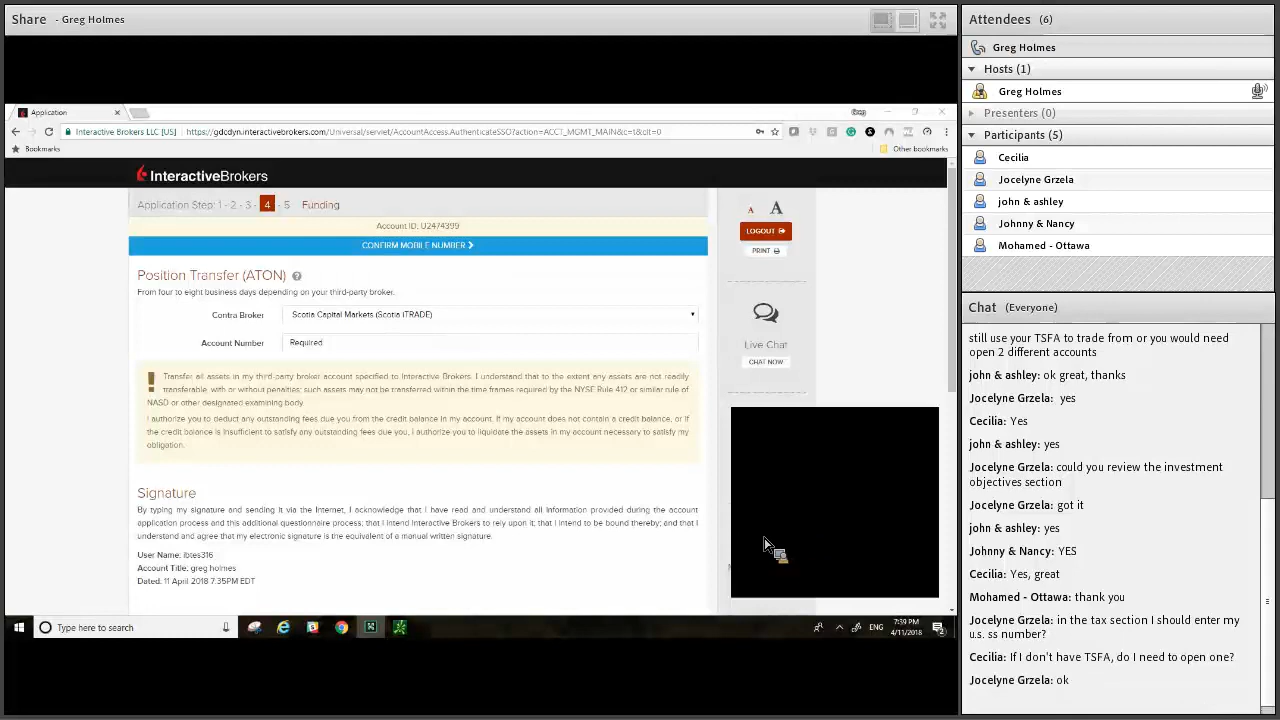 Share - Greg Holmes
Application
Greg
Interactive Brokers LLC [US]
https://gdcdyn.interactivebrokers.com/Universal/servlet/AccountAccess.AuthenticateSSO?action=ACCT_MGMT_MAIN&c=t&clt=0
Bookmarks
Other bookmarks
InteractiveBrokers
Application Step: 1 - 2 - 3 - 4 - 5 Funding
Account ID: U2474399
CONFIRM MOBILE NUMBER
Position Transfer (ATON)
From four to eight business days depending on your third-party broker.
Contra Broker
Scotia Capital Markets (Scotia iTRADE)
Account Number
Required
Transfer all assets in my third-party broker account specified to Interactive Brokers. I understand that to the extent any assets are not readily
transferable, with or without penalties, such assets may not be transferred within the time frames required by the NYSE Rule 412 or similar rule of
NASD or other designated examining body.
I authorize you to deduct any outstanding fees due you from the credit balance in my account. If my account does not contain a credit balance, or if
the credit balance is insufficient to satisfy any outstanding fees due you, I authorize you to liquidate the assets in my account necessary to satisfy my
obligation.
Signature
By typing my signature and sending it via the Internet, I acknowledge that I have read and understand all information provided during the account
application process and this additional questionnaire process; that I intend Interactive Brokers to rely upon it; that I intend to be bound thereby; and that I
understand and agree that my electronic signature is the equivalent of a manual written signature.
User Name: ibtes316
Account Title: greg holmes
Dated: 11 April 2018 7:35PM EDT
A A
LOGOUT
PRINT
Live Chat
CHAT NOW
Type here to search
ENG
7:39 PM
4/11/2018
2
Attendees (6)
Greg Holmes
Hosts (1)
Greg Holmes
Presenters (0)
Participants (5)
Cecilia
Jocelyne Grzela
john & ashley
Johnny & Nancy
Mohamed - Ottawa
Chat (Everyone)
still use your TSFA to trade from or you would need
open 2 different accounts
john & ashley: ok great, thanks
Jocelyne Grzela: yes
Cecilia: Yes
john & ashley: yes
Jocelyne Grzela: could you review the investment
objectives section
Jocelyne Grzela: got it
john & ashley: yes
Johnny & Nancy: YES
Cecilia: Yes, great
Mohamed - Ottawa: thank you
Jocelyne Grzela: in the tax section I should enter my
u.s. ss number?
Cecilia: If I don't have TSFA, do I need to open one?
Jocelyne Grzela: ok